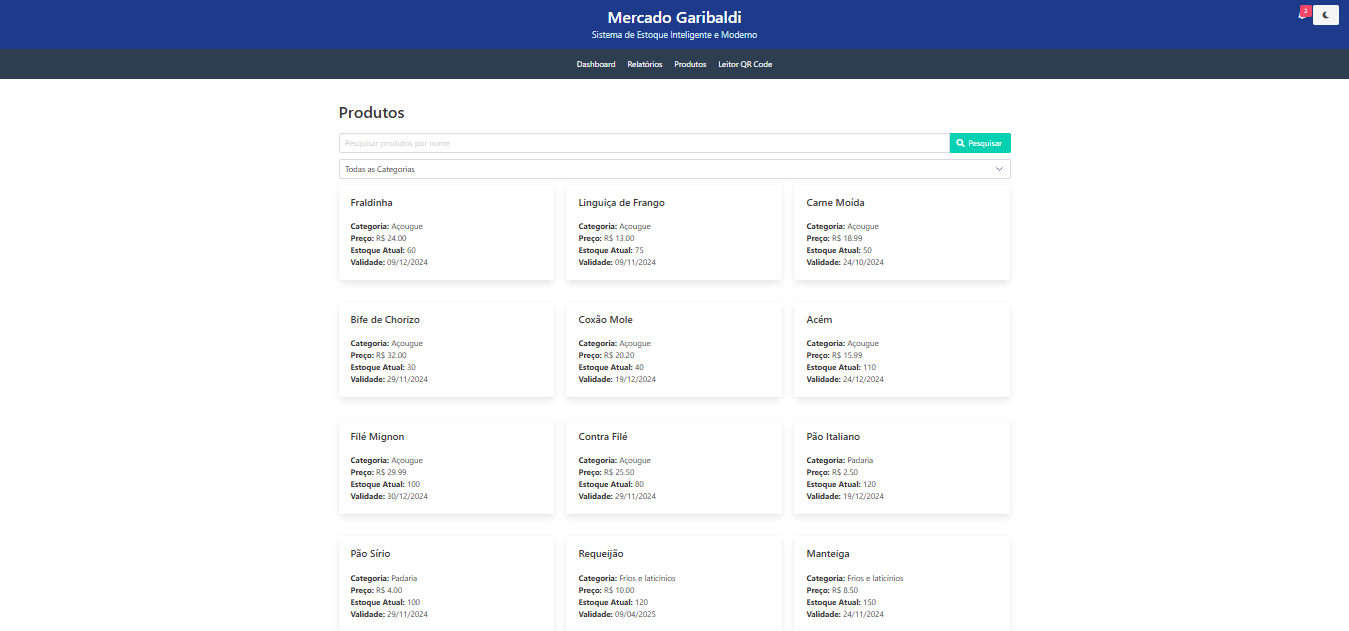 Mercado Garibaldi
Sistema de Estoque Inteligente e Moderno
2
Dashboard Relatórios Produtos Leitor QR Code
Produtos
Pesquisar produtos por nome
Pesquisar
Todas as Categorias
Fraldinha
Categoria: Açougue
Preço: R$ 24.00
Estoque Atual: 60
Validade: 09/12/2024
Linguiça de Frango
Categoria: Açougue
Preço: R$ 13.00
Estoque Atual: 75
Validade: 09/11/2024
Carne Moída
Categoria: Açougue
Preço: R$ 18.99
Estoque Atual: 50
Validade: 24/10/2024
Bife de Chorizo
Categoria: Açougue
Preço: R$ 32.00
Estoque Atual: 30
Validade: 29/11/2024
Coxão Mole
Categoria: Açougue
Preço: R$ 20.20
Estoque Atual: 40
Validade: 19/12/2024
Acém
Categoria: Açougue
Preço: R$ 15.99
Estoque Atual: 110
Validade: 24/12/2024
Filé Mignon
Categoria: Açougue
Preço: R$ 29.99
Estoque Atual: 100
Validade: 30/12/2024
Contra Filé
Categoria: Açougue
Preço: R$ 25.50
Estoque Atual: 80
Validade: 29/11/2024
Pão Italiano
Categoria: Padaria
Preço: R$ 2.50
Estoque Atual: 120
Validade: 19/12/2024
Pão Sírio
Categoria: Padaria
Preço: R$ 4.00
Estoque Atual: 100
Validade: 29/11/2024
Requeijão
Categoria: Frios e laticínios
Preço: R$ 10.00
Estoque Atual: 120
Validade: 09/04/2025
Manteiga
Categoria: Frios e laticínios
Preço: R$ 8.50
Estoque Atual: 150
Validade: 24/11/2024